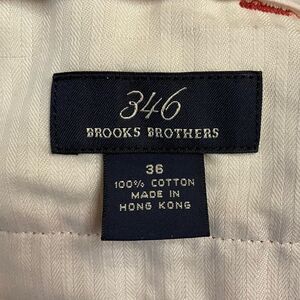 346
BROOKS BROTHERS
36
100% COTTON
MADE IN
HONG KONG